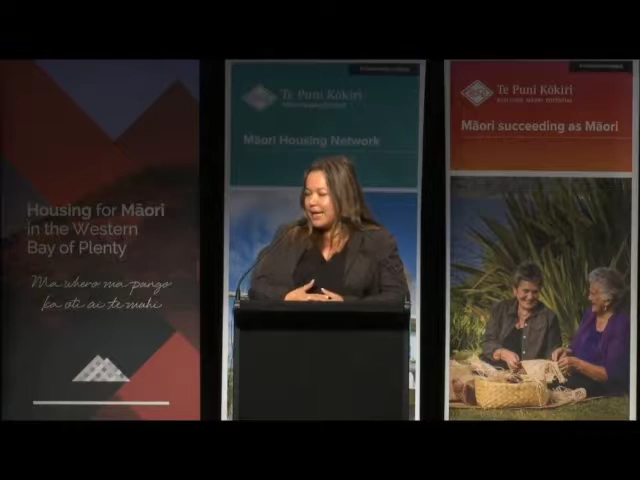 Housing for Māori
in the Western
Bay of Plenty
Ma whero ma pango
ka oti ai te mahi
Te Puni Kōkiri
Māori Housing Network
Te Puni Kōkiri
Māori succeeding as Māori